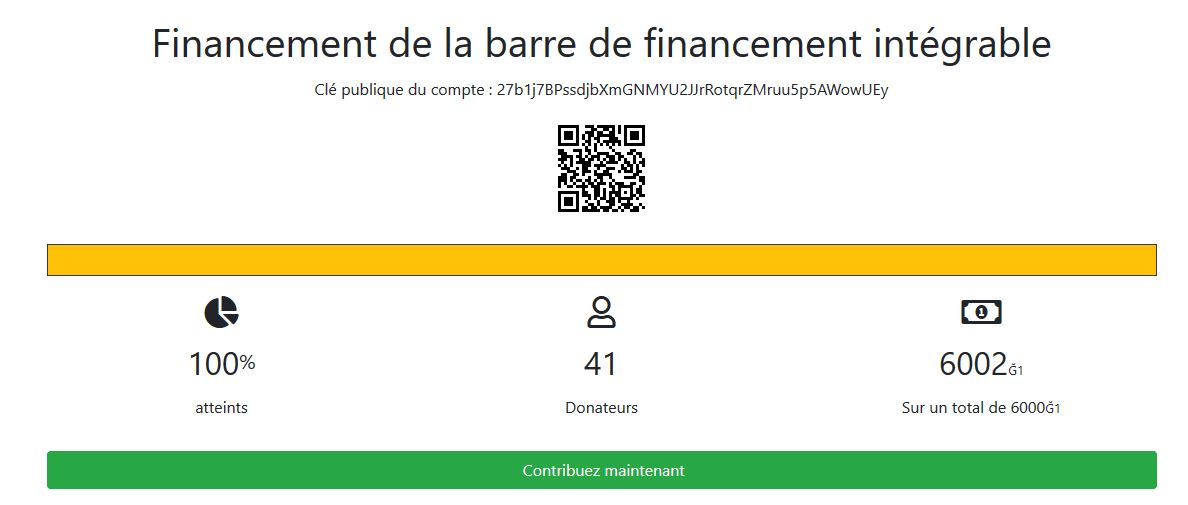 Financement de la barre de financement intégrable
Clé publique du compte : 27b1j7BPssdjbXmGNMYU2JJrRotqrZMruu5p5AWowUEy
100%
41
6002Ğ1
atteints
Donateurs
Sur un total de 6000Ğ1
Contribuez maintenant